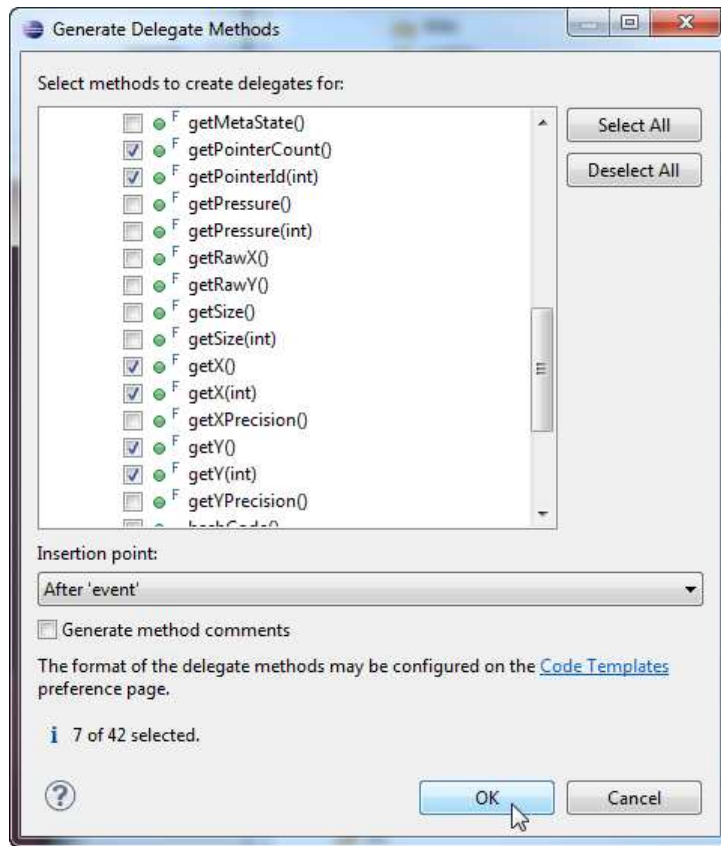 Generate Delegate Methods
Select methods to create delegates for:
F getMetaState()
F getPointerCount()
F getPointerId(int)
F getPressure()
F getPressure(int)
F getRawX()
F getRawY()
F getSize()
F getSize(int)
F getX()
F getX(int)
F getXPrecision()
F getY()
F getY(int)
F getYPrecision()
hashCode()
Select All
Deselect All
Insertion point:
After 'event'
Generate method comments
The format of the delegate methods may be configured on the Code Templates
preference page.
i 7 of 42 selected.
?
OK
Cancel